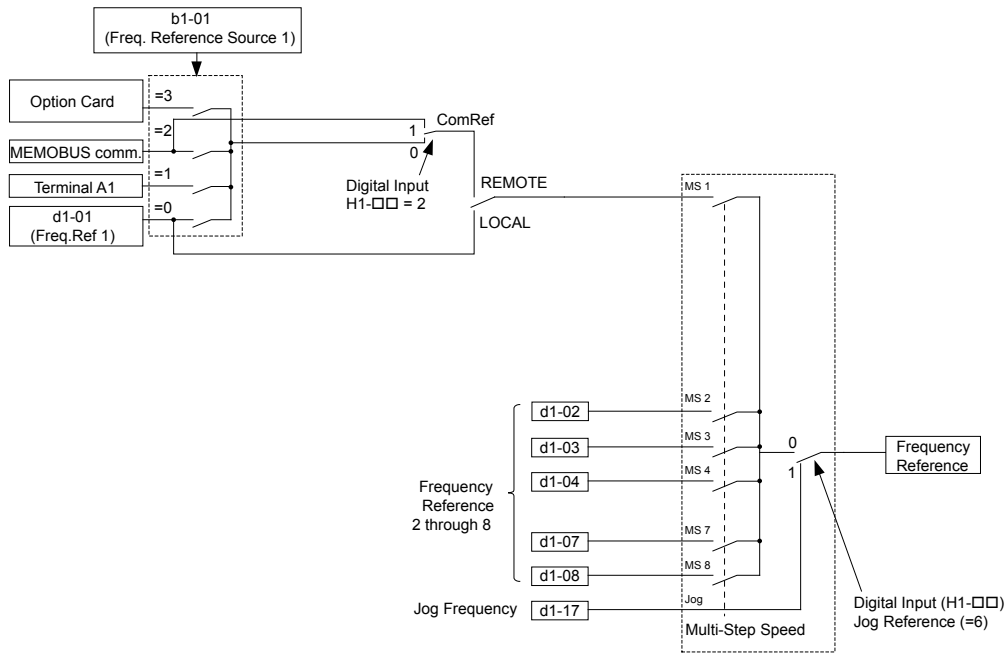 b1-01
(Freq. Reference Source 1)
Option Card
=3
=2
MEMOBUS comm.
=1
Terminal A1
=0
d1-01
(Freq.Ref 1)
ComRef
1
0
Digital Input
H1-□□ = 2
REMOTE
LOCAL
MS 1
MS 2
d1-02
MS 3
d1-03
MS 4
d1-04
Frequency
Reference
2 through 8
MS 7
d1-07
MS 8
d1-08
Jog
Jog Frequency
d1-17
Multi-Step Speed
0
1
Frequency
Reference
Digital Input (H1-□□)
Jog Reference (=6)